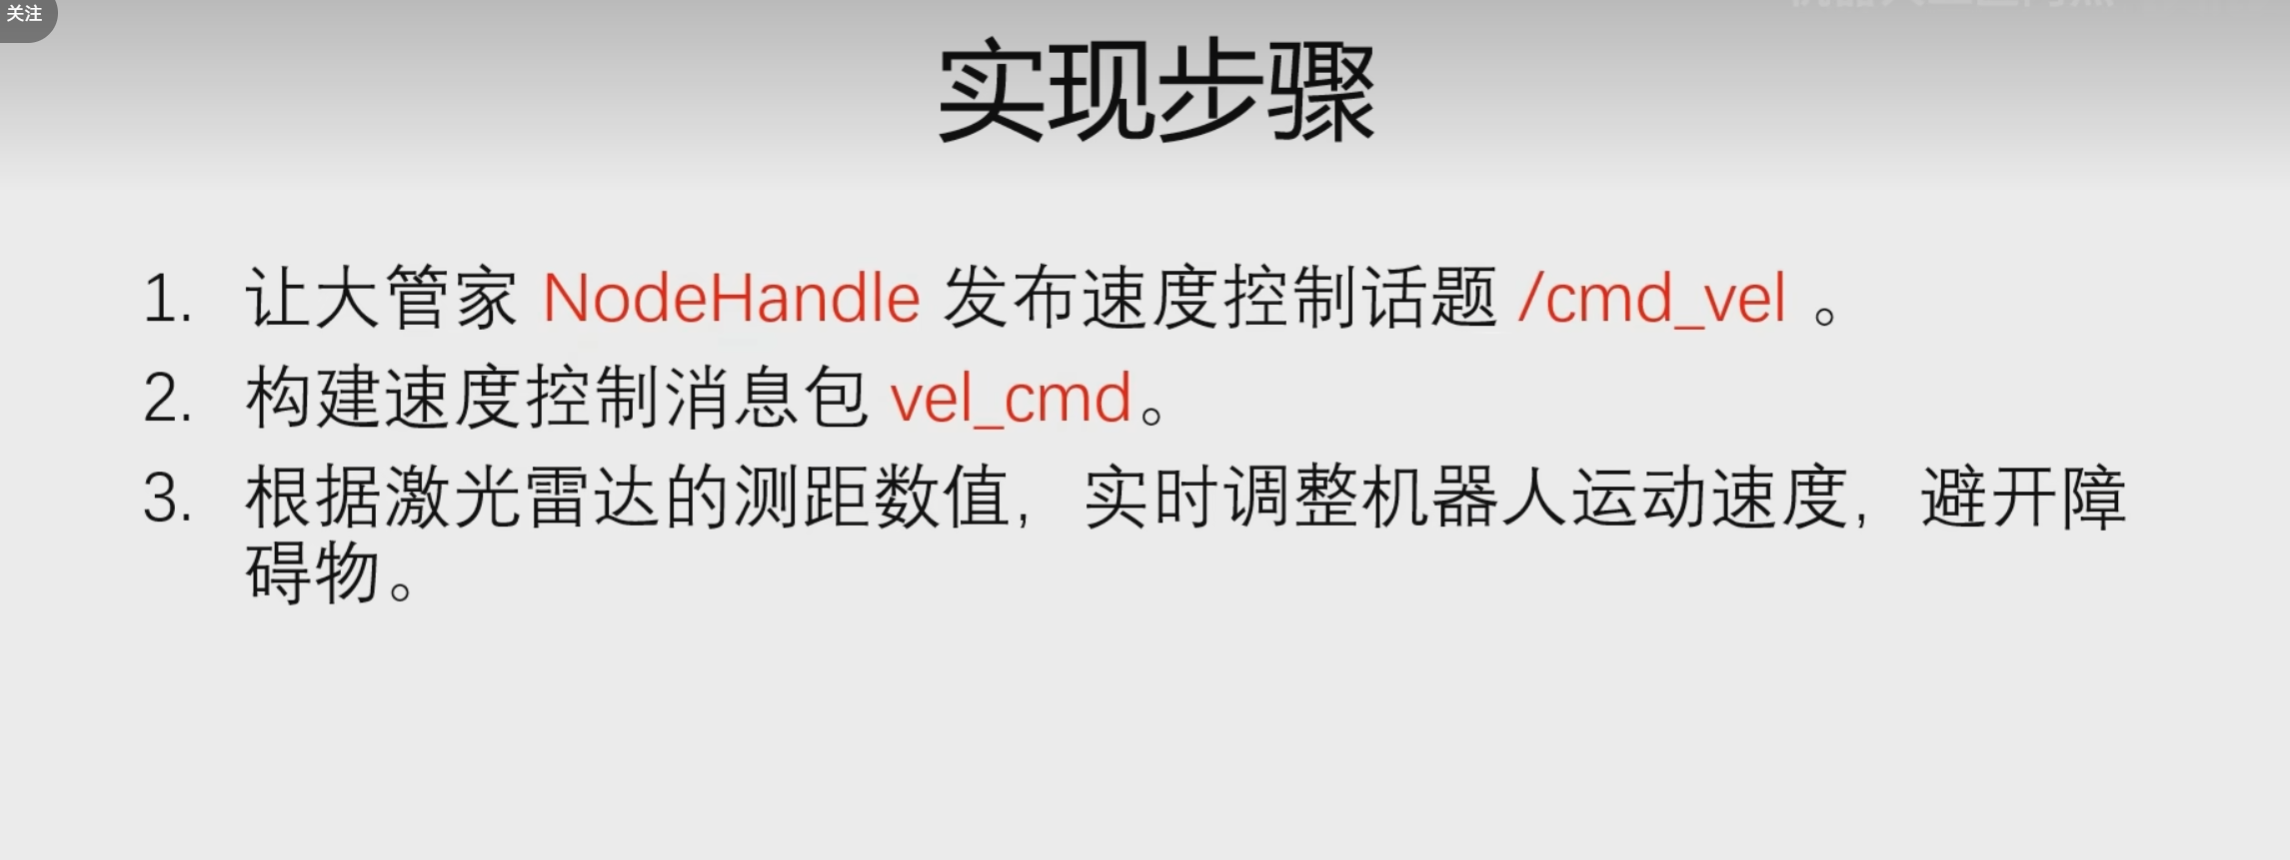 关注
实现步骤
1. 让大管家 NodeHandle 发布速度控制话题 /cmd_vel 。
2. 构建速度控制消息包 vel_cmd。
3. 根据激光雷达的测距数值，实时调整机器人运动速度，避开障
碍物。